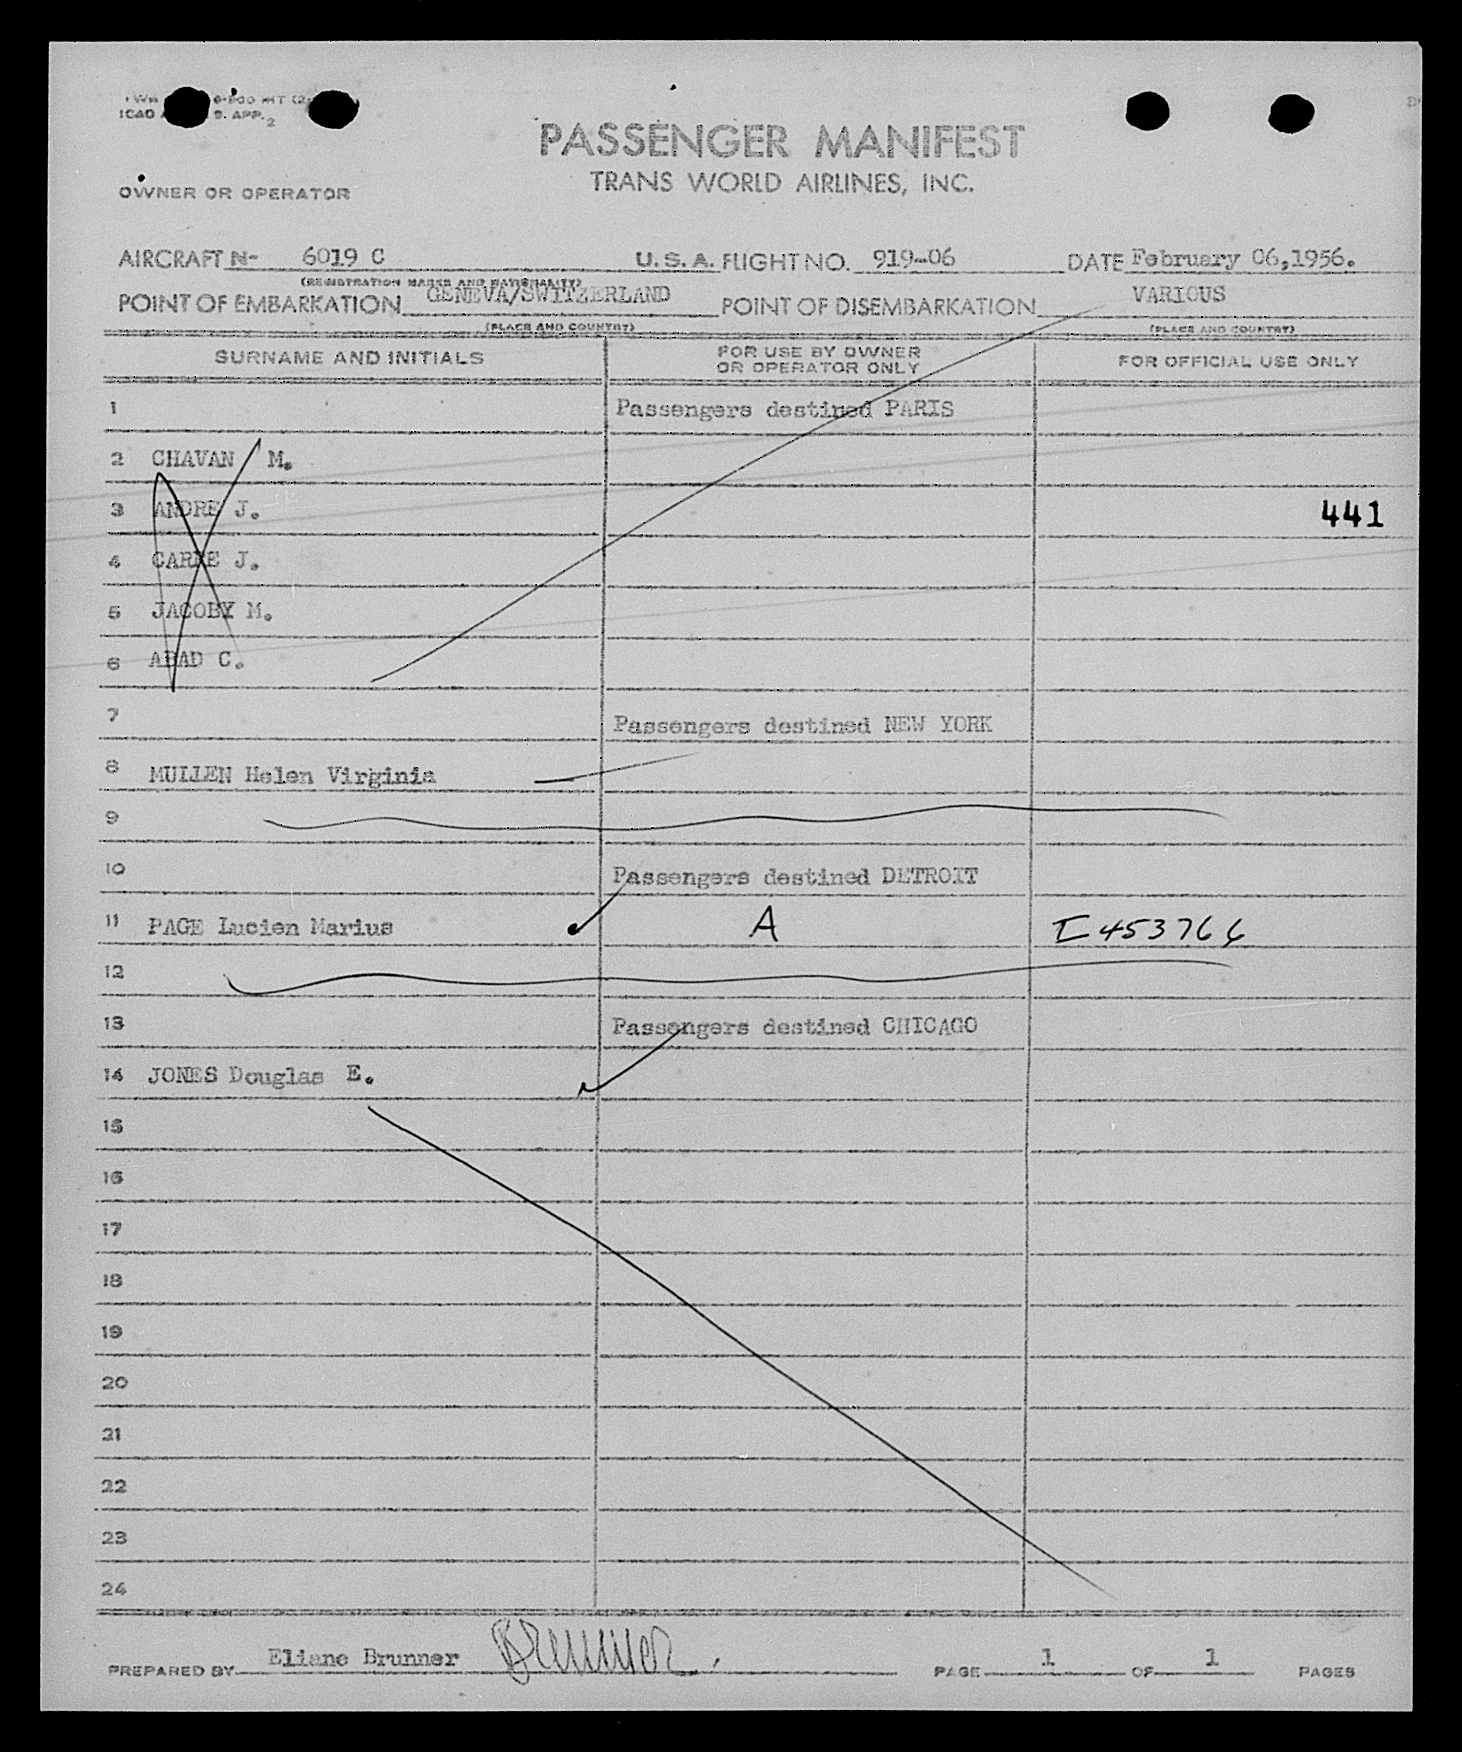 ICAO 9. APP. 2
PASSENGER MANIFEST
TRANS WORLD AIRLINES, INC.
OWNER OR OPERATOR
AIRCRAFT N- 6019 C U. S. A. FLIGHT NO. 919-06 DATE February 06,1956.
(REGISTRATION MARKS AND NATIONALITY)
POINT OF EMBARKATION GENEVA/SWITZERLAND POINT OF DISEMBARKATION VARIOUS
(PLACE AND COUNTRY) (PLACE AND COUNTRY)
SURNAME AND INITIALS FOR USE BY OWNER OR OPERATOR ONLY FOR OFFICIAL USE ONLY
1 Passengers destined PARIS
2 CHAVAN M.
3 ANDRE J. 441
4 J.
5 JACOBY M.
6 ABAD C.
7 Passengers destined NEW YORK
8 MULLEN Helen Virginia
9
10 Passengers destined DETROIT
11 PAGE Lucien Marius A I 453766
12
13 Passengers destined CHICAGO
14 JONES Douglas E.
15
16
17
18
19
20
21
22
23
24
PREPARED BY Eliane Brunner Brunner PAGE 1 OF 1 PAGES